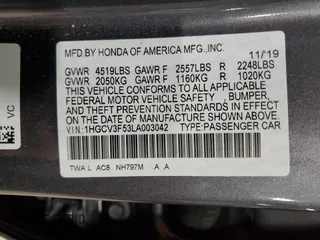 MFD.BY HONDA OF AMERICA MFG.,INC. 11/19
GVWR 4519LBS GAWR F 2557LBS R 2248LBS
GVWR 2050KG GAWR F 1160KG R 1020KG
THIS VEHICLE CONFORMS TO ALL APPLICABLE
FEDERAL MOTOR VEHICLE SAFETY, BUMPER,
AND THEFT PREVENTION STANDARDS IN EFFECT
ON THE DATE OF MANUFACTURE SHOWN ABOVE.
V.I.N.:1HGCV3F53LA003042 TYPE:PASSENGER CAR
TWA L AC8 NH797M A A
VC